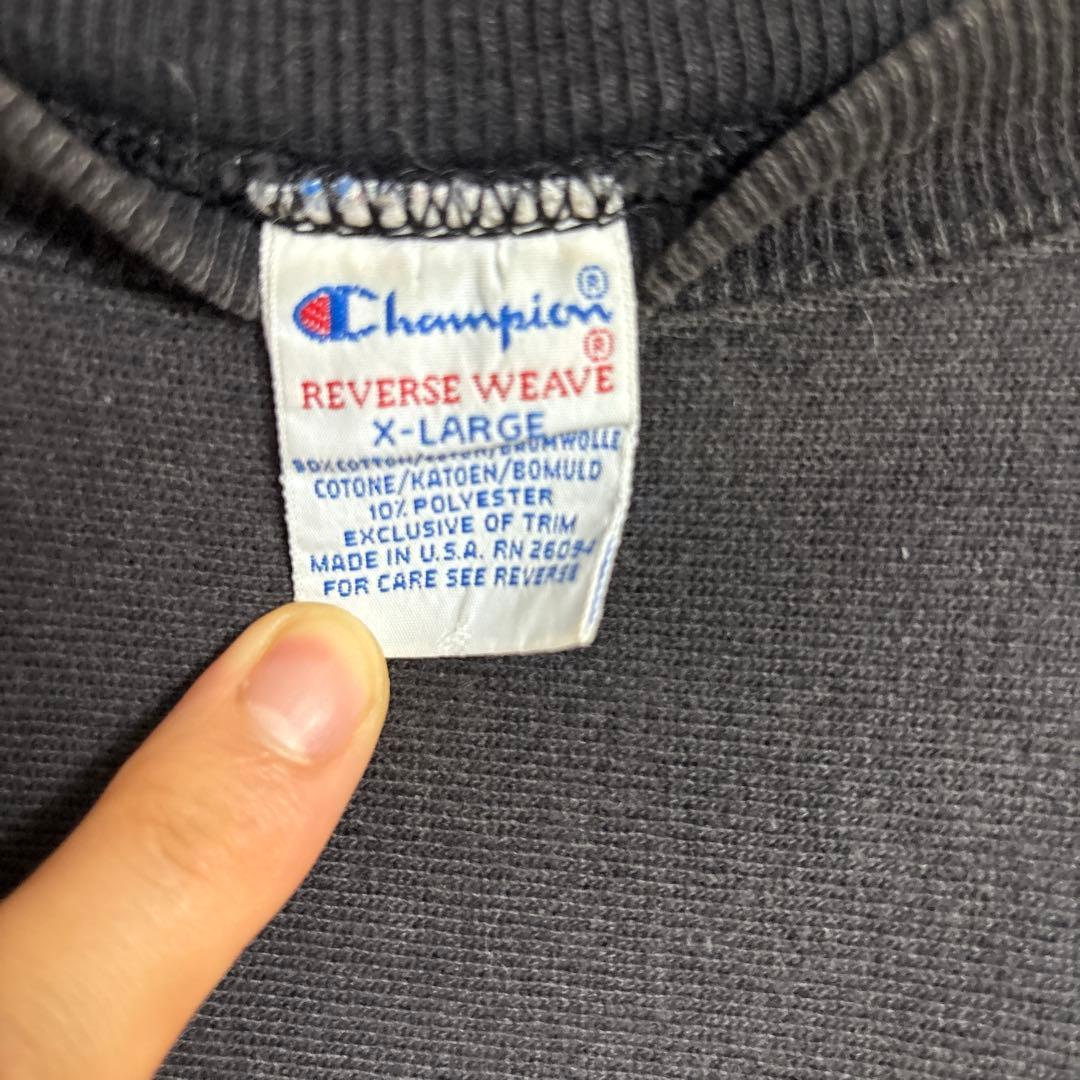 Champion®
®
REVERSE WEAVE
X-LARGE
COTONE/KATOEN/BOMULD
10% POLYESTER
EXCLUSIVE OF TRIM
MADE IN U.S.A. RN 26094
FOR CARE SEE REVERSE